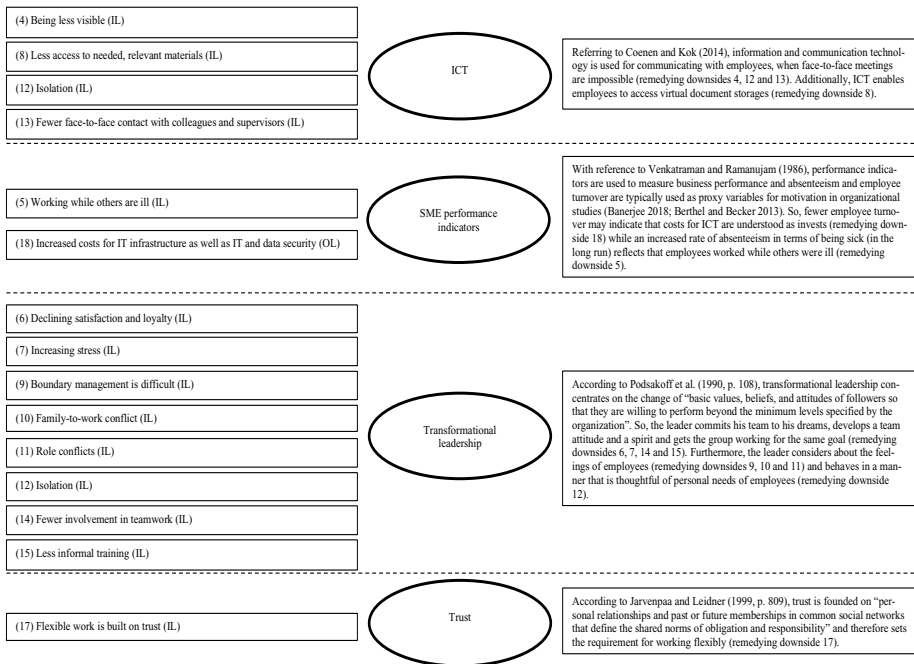 (4) Being less visible (IL)
(8) Less access to needed, relevant materials (IL)
(12) Isolation (IL)
(13) Fewer face-to-face contact with colleagues and supervisors (IL)
ICT
Referring to Coenen and Kok (2014), information and communication technol-
ogy is used for communicating with employees, when face-to-face meetings
are impossible (remedying downsides 4, 12 and 13). Additionally, ICT enables
employees to access virtual document storages (remedying downside 8).
(5) Working while others are ill (IL)
(18) Increased costs for IT infrastructure as well as IT and data security (OL)
SME performance
indicators
With reference to Venkatraman and Ramanujam (1986), performance indica-
tors are used to measure business performance and absenteeism and employee
turnover are typically used as proxy variables for motivation in organizational
studies (Banerjee 2018; Berthel and Becker 2013). So, fewer employee turno-
ver may indicate that costs for ICT are understood as invests (remedying down-
side 18) while an increased rate of absenteeism in terms of being sick (in the
long run) reflects that employees worked while others were ill (remedying
downside 5).
(6) Declining satisfaction and loyalty (IL)
(7) Increasing stress (IL)
(9) Boundary management is difficult (IL)
(10) Family-to-work conflict (IL)
(11) Role conflicts (IL)
(12) Isolation (IL)
(14) Fewer involvement in teamwork (IL)
(15) Less informal training (IL)
Transformational
leadership
According to Podsakoff et al. (1990, p. 108), transformational leadership con-
centrates on the change of “basic values, beliefs, and attitudes of followers so
that they are willing to perform beyond the minimum levels specified by the
organization”. So, the leader commits his team to his dreams, develops a team
attitude and a spirit and gets the group working for the same goal (remedying
downsides 6, 7, 14 and 15). Furthermore, the leader considers about the feel-
ings of employees (remedying downsides 9, 10 and 11) and behaves in a man-
ner that is thoughtful of personal needs of employees (remedying downside
12).
(17) Flexible work is built on trust (IL)
Trust
According to Jarvenpaa and Leidner (1999, p. 809), trust is founded on “per-
sonal relationships and past or future memberships in common social networks
that define the shared norms of obligation and responsibility” and therefore sets
the requirement for working flexibly (remedying downside 17).